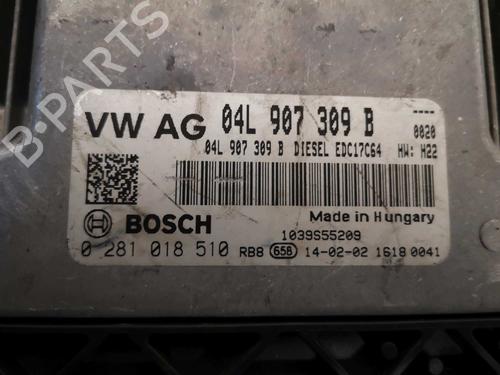 B-PARTS
VW AG 04L 907 309 B ---- 0020
04L 907 309 B DIESEL EDC17C64 HW: H22
BOSCH Made in Hungary
1039S55209
0 281 018 510 RB8 658 14-02-02 1618 0041